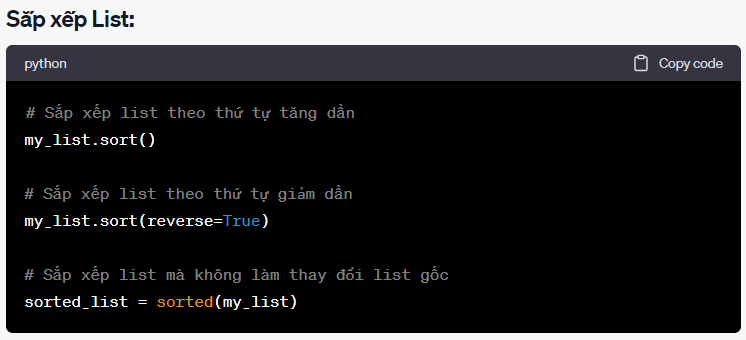 Sắp xếp List:
python Copy code
# Sắp xếp list theo thứ tự tăng dần
my_list.sort()
# Sắp xếp list theo thứ tự giảm dần
my_list.sort(reverse=True)
# Sắp xếp list mà không làm thay đổi list gốc
sorted_list = sorted(my_list)